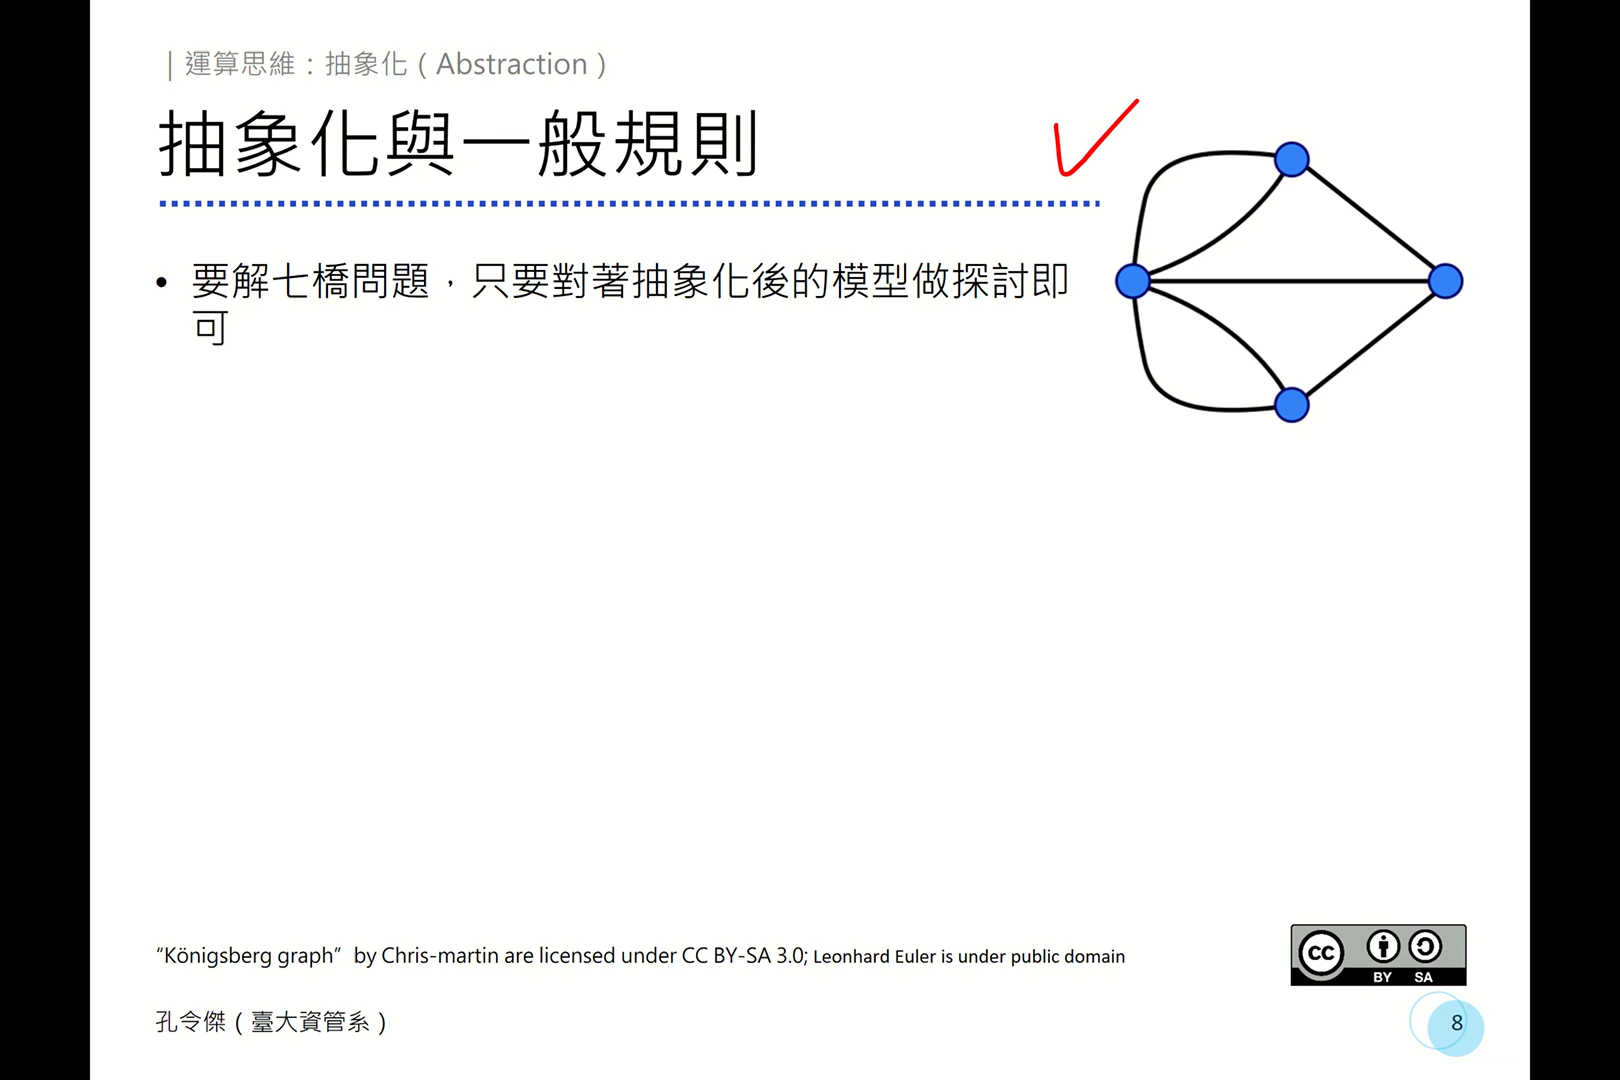 ｜運算思維：抽象化（Abstraction）
抽象化與一般規則
• 要解七橋問題，只要對著抽象化後的模型做探討即
可
“Königsberg graph” by Chris-martin are licensed under CC BY-SA 3.0; Leonhard Euler is under public domain
cc
BY SA
孔令傑（臺大資管系）
8